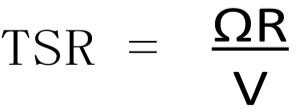 TSR = ΩR/V